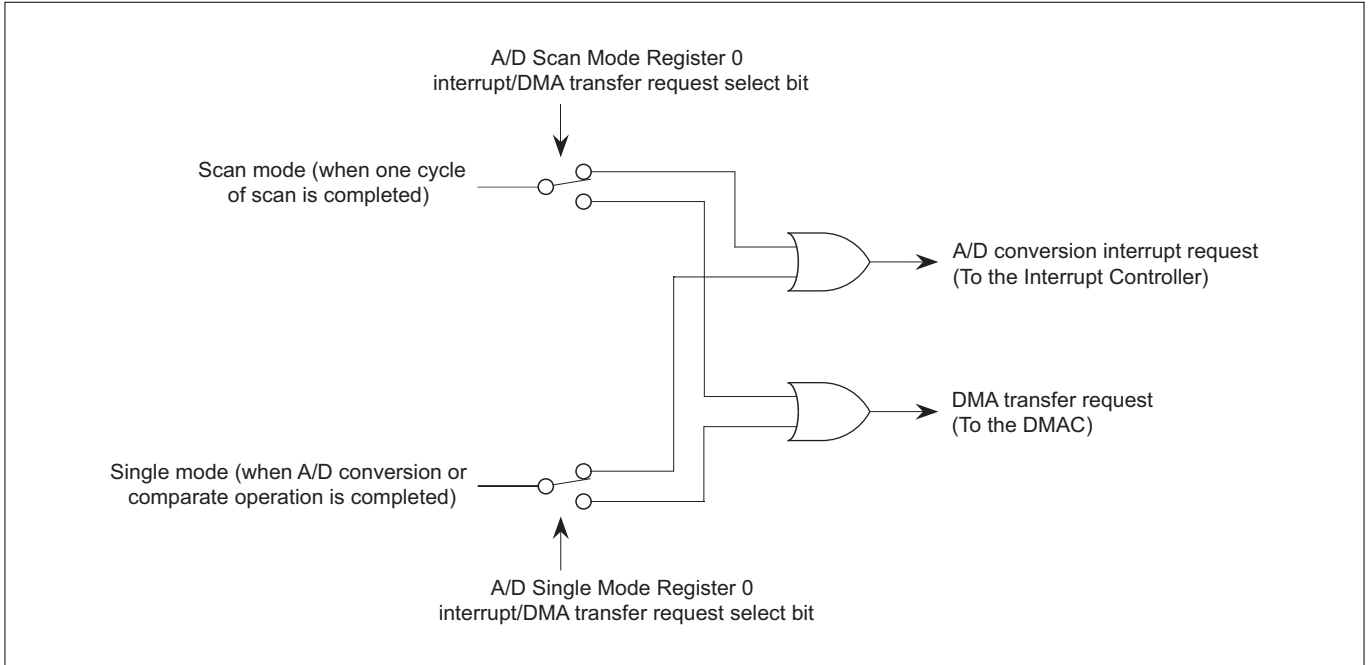 A/D Scan Mode Register 0
interrupt/DMA transfer request select bit
Scan mode (when one cycle
of scan is completed)
A/D conversion interrupt request
(To the Interrupt Controller)
DMA transfer request
(To the DMAC)
Single mode (when A/D conversion or
comparate operation is completed)
A/D Single Mode Register 0
interrupt/DMA transfer request select bit